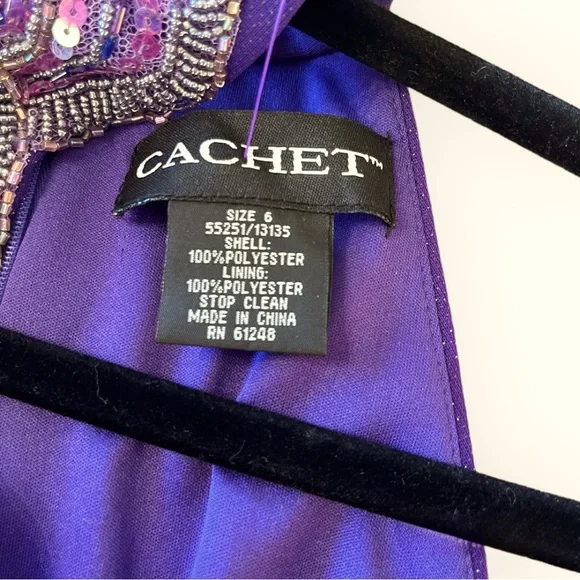 CACHET™
SIZE 6
55251/13135
SHELL:
100%POLYESTER
LINING:
100%POLYESTER
STOP CLEAN
MADE IN CHINA
RN 61248